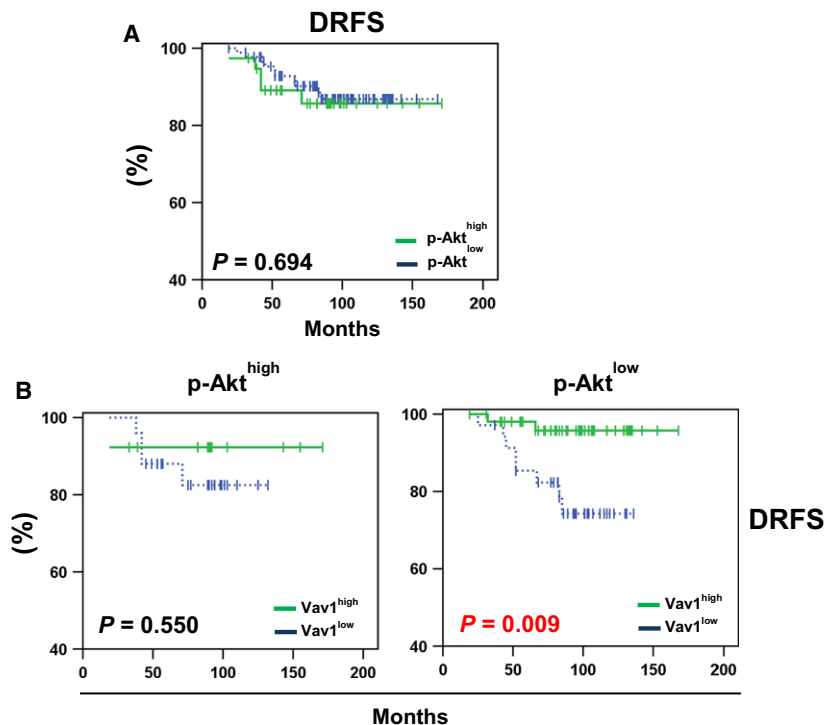 A
DRFS
100
80
60
40
(%)
P = 0.694
p-Akt high
p-Akt low
0 50 100 150 200
Months
B
p-Akt high
100
80
60
40
(%)
P = 0.550
Vav1 high
Vav1 low
0 50 100 150 200
p-Akt low
100
80
60
40
P = 0.009
Vav1 high
Vav1 low
0 50 100 150 200
DRFS
Months